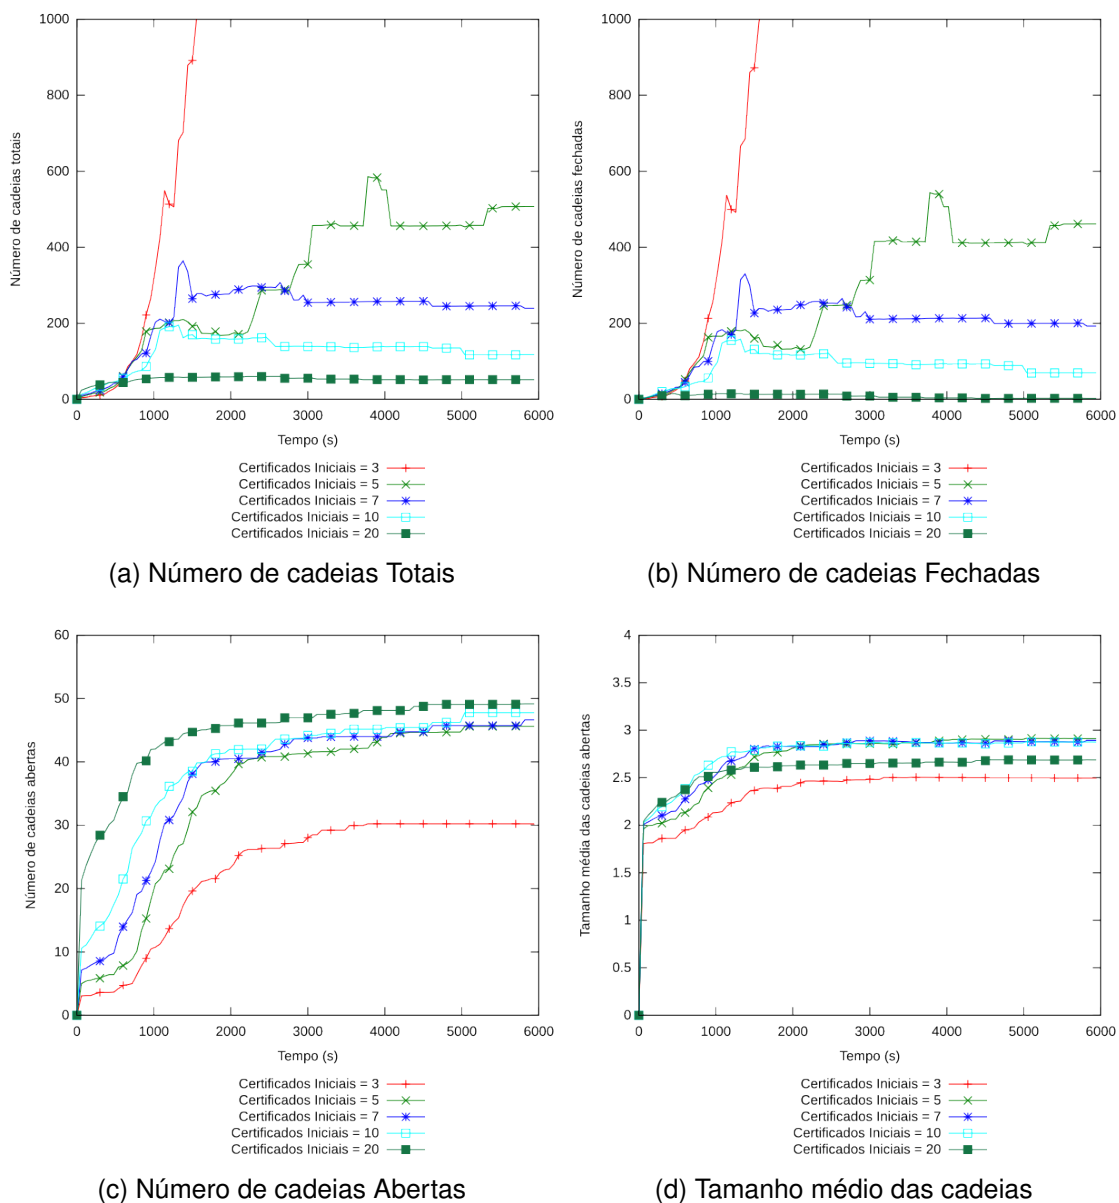 1000
800
600
400
200
0
Número de cadeias totais
0 1000 2000 3000 4000 5000 6000
Tempo (s)
Certificados Iniciais = 3
Certificados Iniciais = 5
Certificados Iniciais = 7
Certificados Iniciais = 10
Certificados Iniciais = 20
(a) Número de cadeias Totais
1000
800
600
400
200
0
Número de cadeias fechadas
0 1000 2000 3000 4000 5000 6000
Tempo (s)
Certificados Iniciais = 3
Certificados Iniciais = 5
Certificados Iniciais = 7
Certificados Iniciais = 10
Certificados Iniciais = 20
(b) Número de cadeias Fechadas
60
50
40
30
20
10
0
Número de cadeias abertas
0 1000 2000 3000 4000 5000 6000
Tempo (s)
Certificados Iniciais = 3
Certificados Iniciais = 5
Certificados Iniciais = 7
Certificados Iniciais = 10
Certificados Iniciais = 20
(c) Número de cadeias Abertas
4
3.5
3
2.5
2
1.5
1
0.5
0
Tamanho média das cadeias abertas
0 1000 2000 3000 4000 5000 6000
Tempo (s)
Certificados Iniciais = 3
Certificados Iniciais = 5
Certificados Iniciais = 7
Certificados Iniciais = 10
Certificados Iniciais = 20
(d) Tamanho médio das cadeias